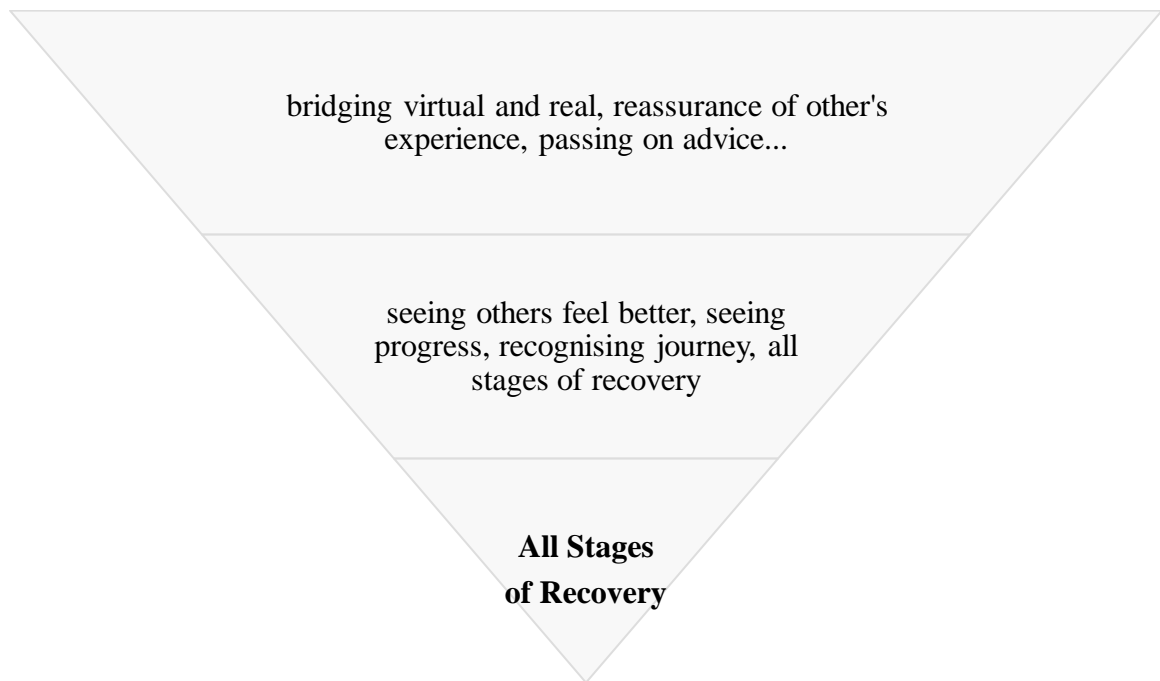 bridging virtual and real, reassurance of other's
experience, passing on advice...
seeing others feel better, seeing
progress, recognising journey, all
stages of recovery
All Stages
of Recovery